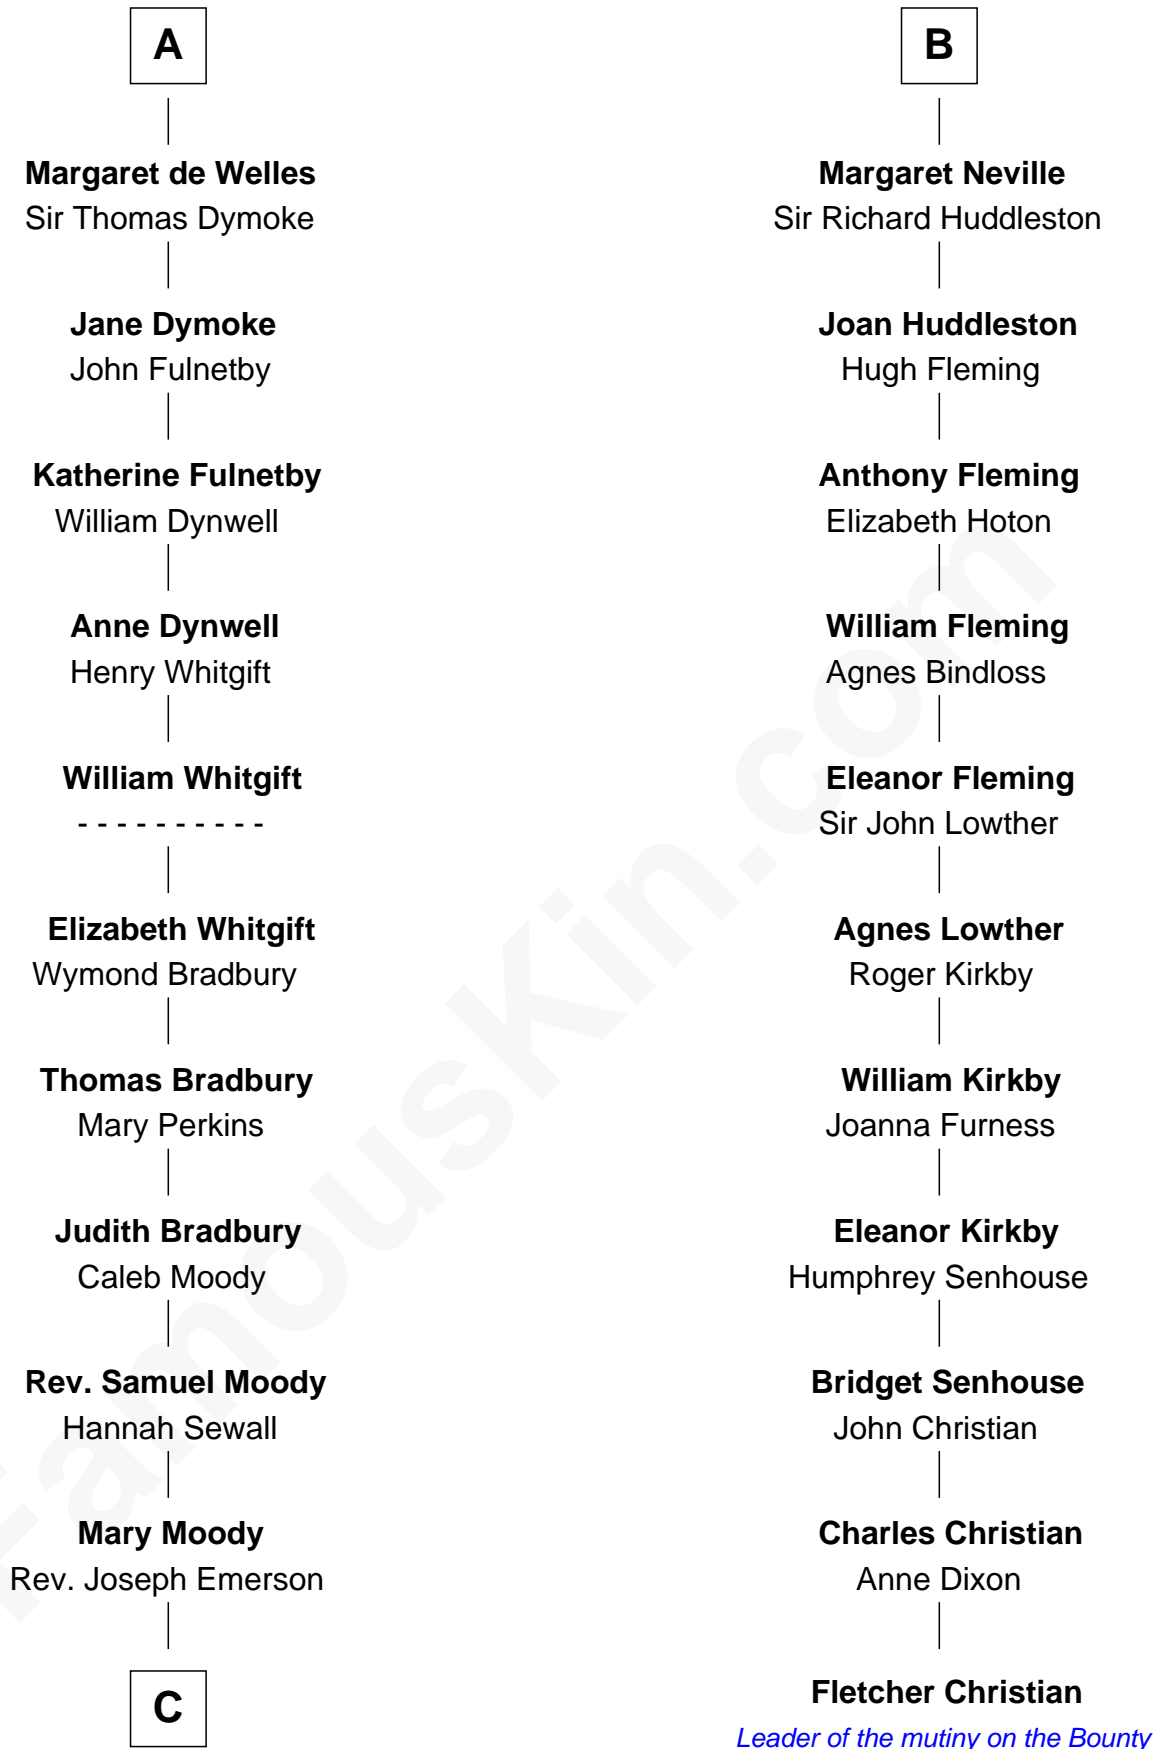 A
Margaret de Welles
Sir Thomas Dymoke
Jane Dymoke
John Fulnetby
Katherine Fulnetby
William Dynwell
Anne Dynwell
Henry Whitgift
William Whitgift
- - - - - - - - - -
Elizabeth Whitgift
Wymond Bradbury
Thomas Bradbury
Mary Perkins
Judith Bradbury
Caleb Moody
Rev. Samuel Moody
Hannah Sewall
Mary Moody
Rev. Joseph Emerson
C
B
Margaret Neville
Sir Richard Huddleston
Joan Huddleston
Hugh Fleming
Anthony Fleming
Elizabeth Hoton
William Fleming
Agnes Bindloss
Eleanor Fleming
Sir John Lowther
Agnes Lowther
Roger Kirkby
William Kirkby
Joanna Furness
Eleanor Kirkby
Humphrey Senhouse
Bridget Senhouse
John Christian
Charles Christian
Anne Dixon
Fletcher Christian
Leader of the mutiny on the Bounty
FamousKin.com